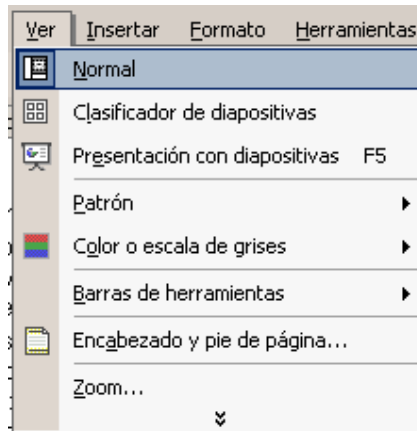 Ver Insertar Formato Herramientas
Normal
Clasificador de diapositivas
Presentación con diapositivas F5
Patrón
Color o escala de grises
Barras de herramientas
Encabezado y pie de página...
Zoom...